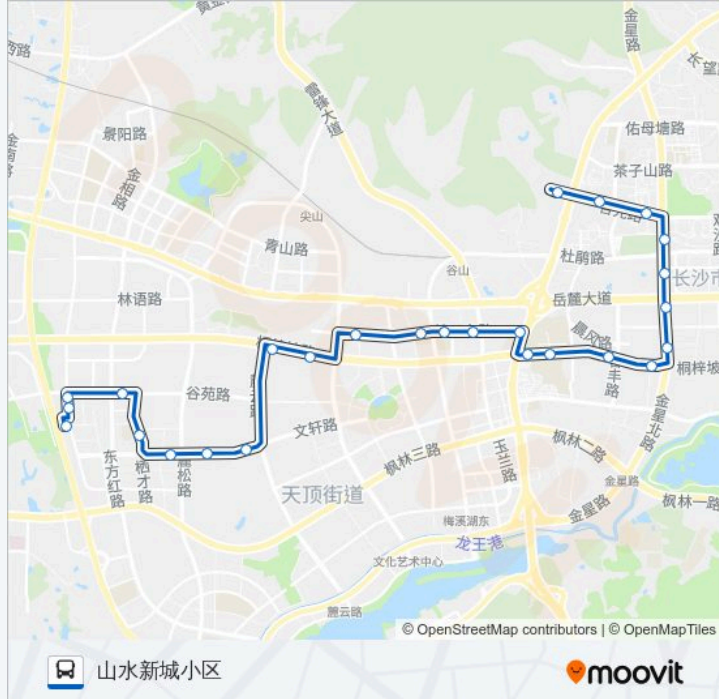 黄金
西路
雷锋大道
金星路
长望
佑母塘路
景阳路
金南路
金相路
茶子山路
尖山
青山路
谷山
杜鹃路
长沙市
林语路
岳麓大道
晨风路
桐梓坡
谷苑路
文轩路
金星北路
东方红路
栖才路
麓松路
枫林三路
枫林二路
王兰路
天顶街道
金星路
金星路
枫林一路
梅溪湖东
龙王港
文化艺术中心
麓云路
© OpenStreetMap contributors | © OpenMapTiles
山水新城小区
moovit